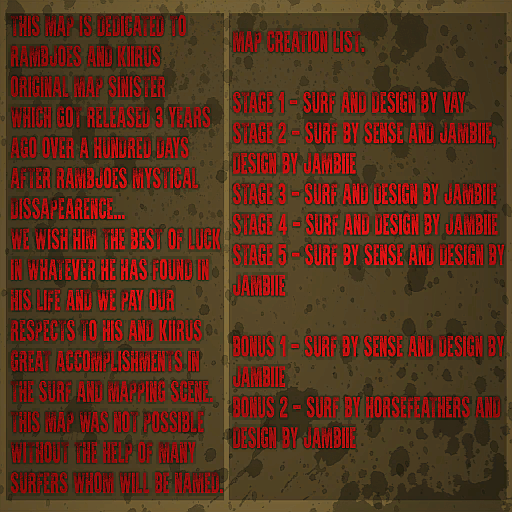 THIS MAP IS DEDICATED TO
RAMBJOES AND KIIRUS
ORIGINAL MAP SINISTER
WHICH GOT RELEASED 3 YEARS
AGO OVER A HUNDRED DAYS
AFTER RAMBJOES MYSTICAL
DISSAPEARENCE...
WE WISH HIM THE BEST OF LUCK
IN WHATEVER HE HAS FOUND IN
HIS LIFE AND WE PAY OUR
RESPECTS TO HIS AND KIIRUS
GREAT ACCOMPLISHMENTS IN
THE SURF AND MAPPING SCENE.
THIS MAP WAS NOT POSSIBLE
WITHOUT THE HELP OF MANY
SURFERS WHOM WILL BE NAMED.
MAP CREATION LIST.
STAGE 1 - SURF AND DESIGN BY VAY
STAGE 2 - SURF BY SENSE AND JAMBIIE,
DESIGN BY JAMBIIE
STAGE 3 - SURF AND DESIGN BY JAMBIIE
STAGE 4 - SURF AND DESIGN BY JAMBIIE
STAGE 5 - SURF BY SENSE AND DESIGN BY
JAMBIIE
BONUS 1 - SURF BY SENSE AND DESIGN BY
JAMBIIE
BONUS 2 - SURF BY HORSEFEATHERS AND
DESIGN BY JAMBIIE